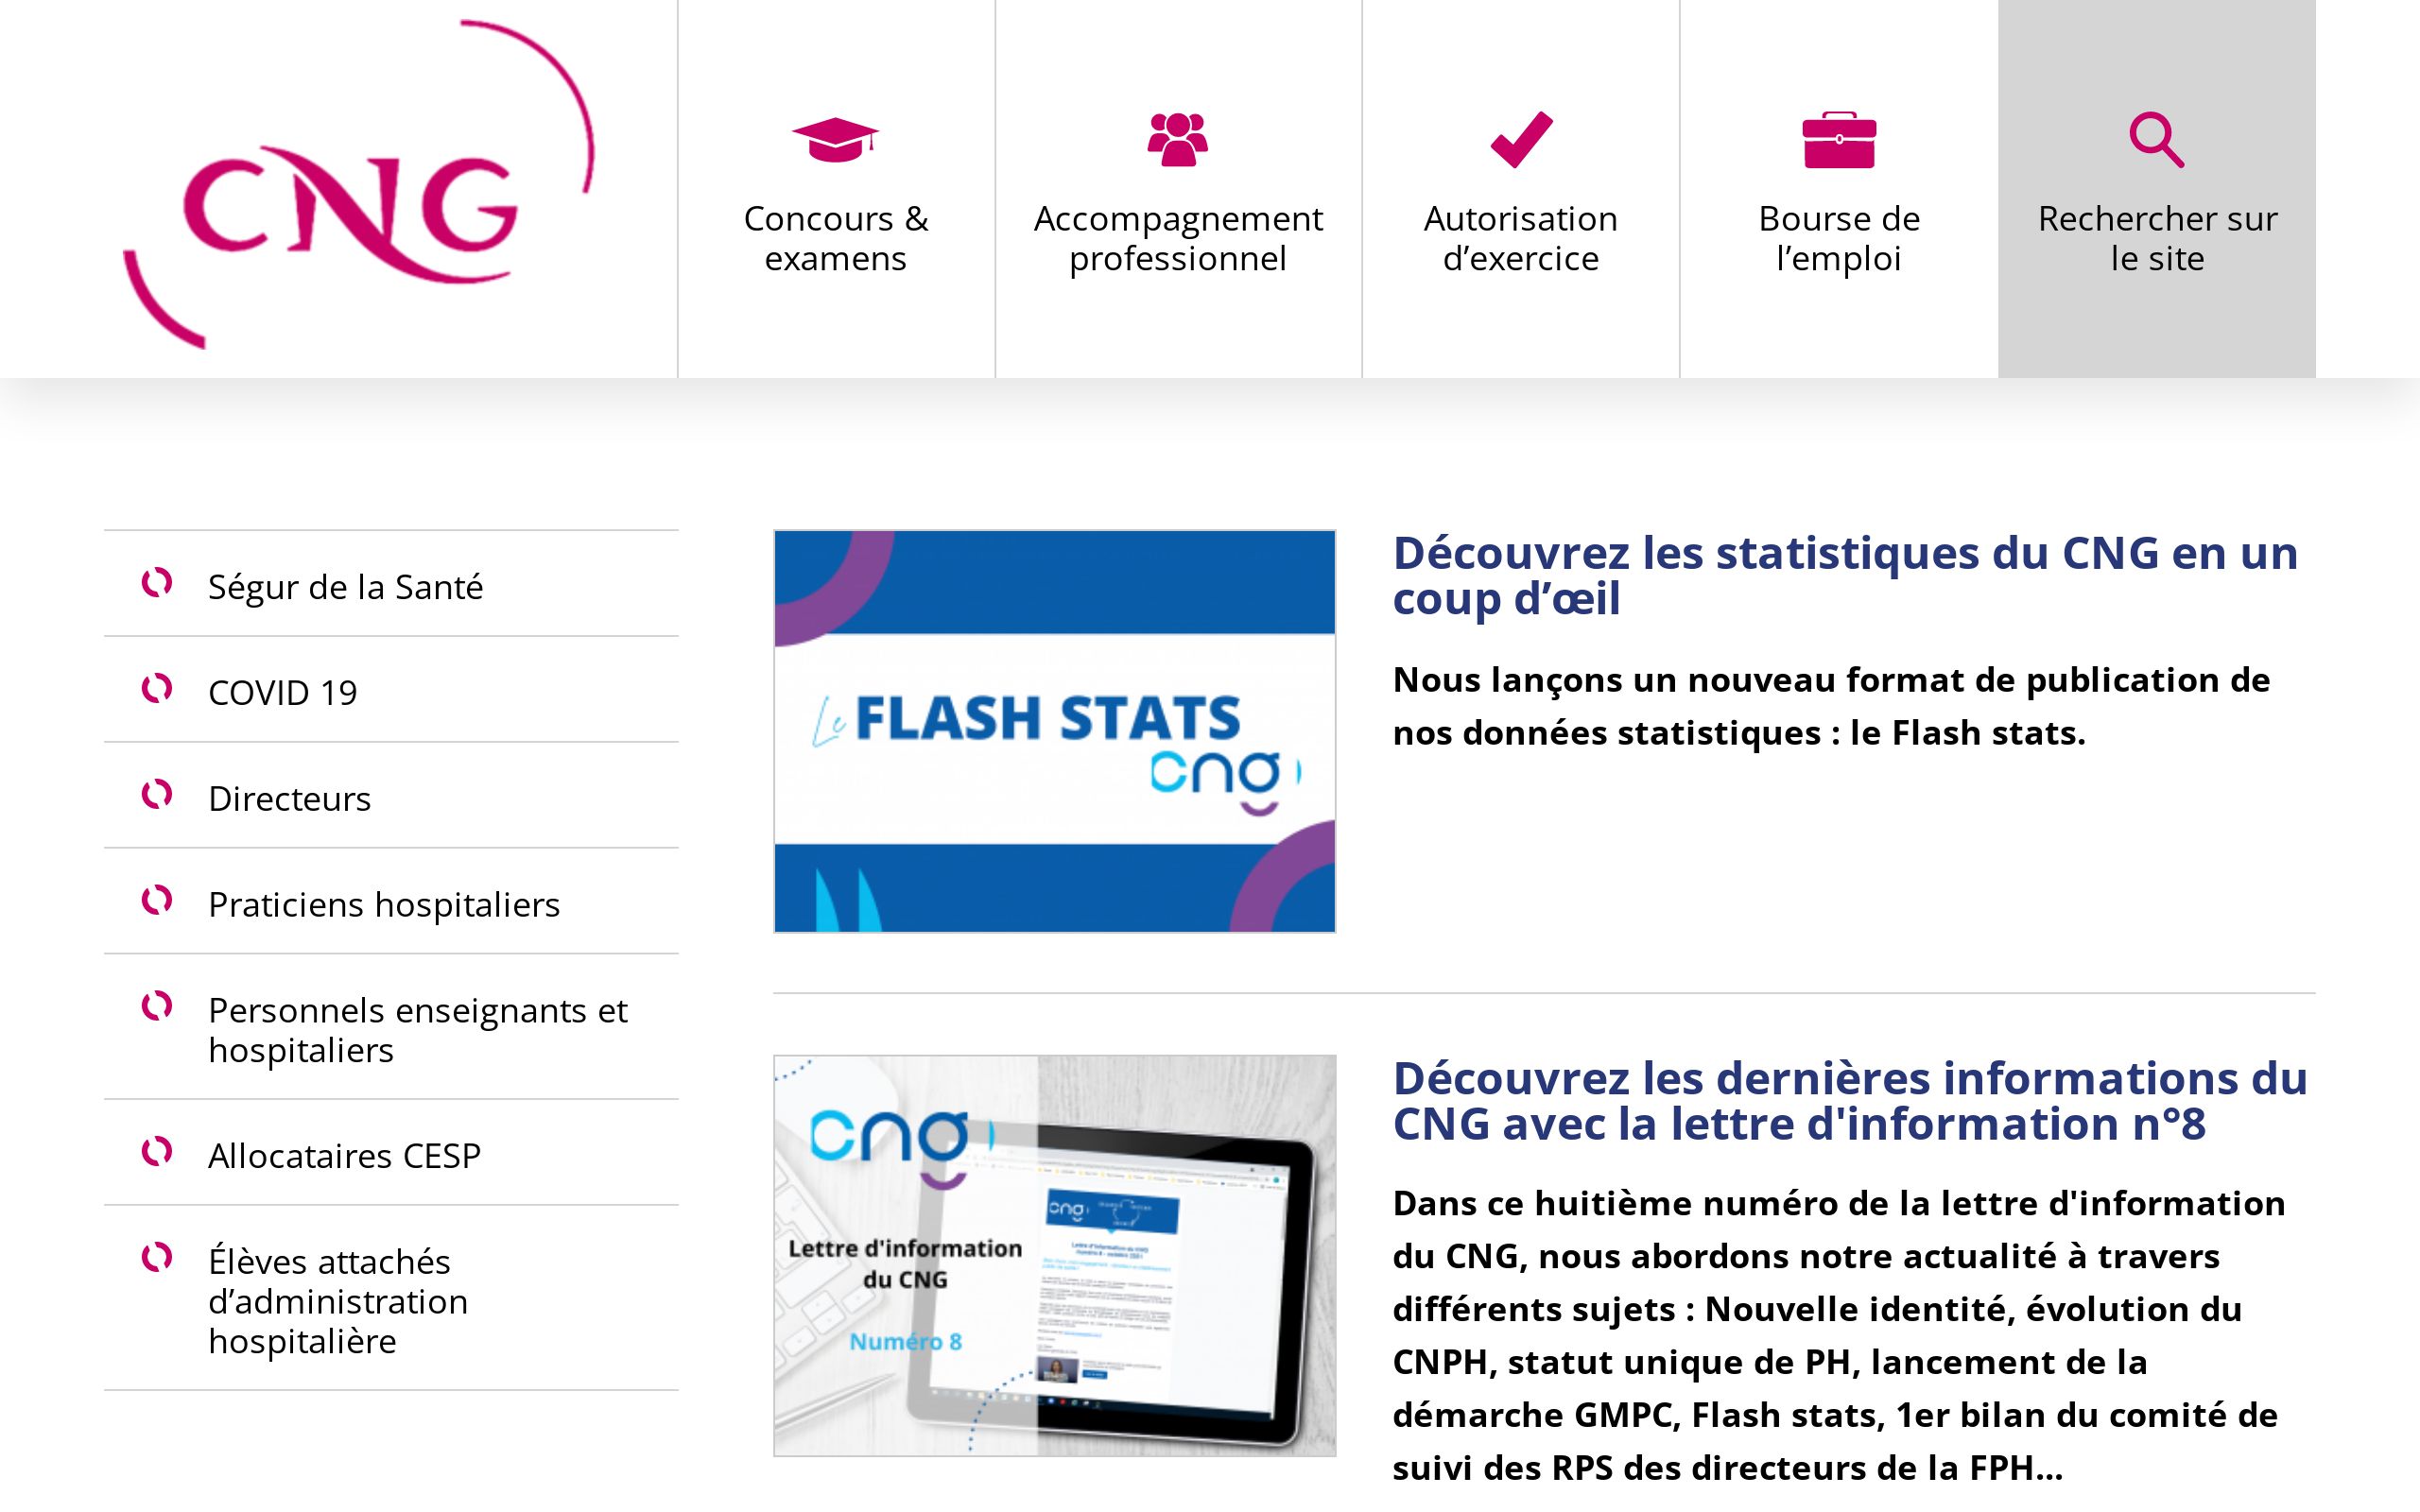 CNG
Concours &
examens
Accompagnement
professionnel
Autorisation
d’exercice
Bourse de
l’emploi
Rechercher sur
le site
Ségur de la Santé
COVID 19
Directeurs
Praticiens hospitaliers
Personnels enseignants et
hospitaliers
Allocataires CESP
Élèves attachés
d’administration
hospitalière
Le FLASH STATS
cng
Découvrez les statistiques du CNG en un
coup d’œil
Nous lançons un nouveau format de publication de
nos données statistiques : le Flash stats.
cng
Lettre d'information
du CNG
Numéro 8
cng
Découvrez les dernières informations du
CNG avec la lettre d'information n°8
Dans ce huitième numéro de la lettre d'information
du CNG, nous abordons notre actualité à travers
différents sujets : Nouvelle identité, évolution du
CNPH, statut unique de PH, lancement de la
démarche GMPC, Flash stats, 1er bilan du comité de
suivi des RPS des directeurs de la FPH...